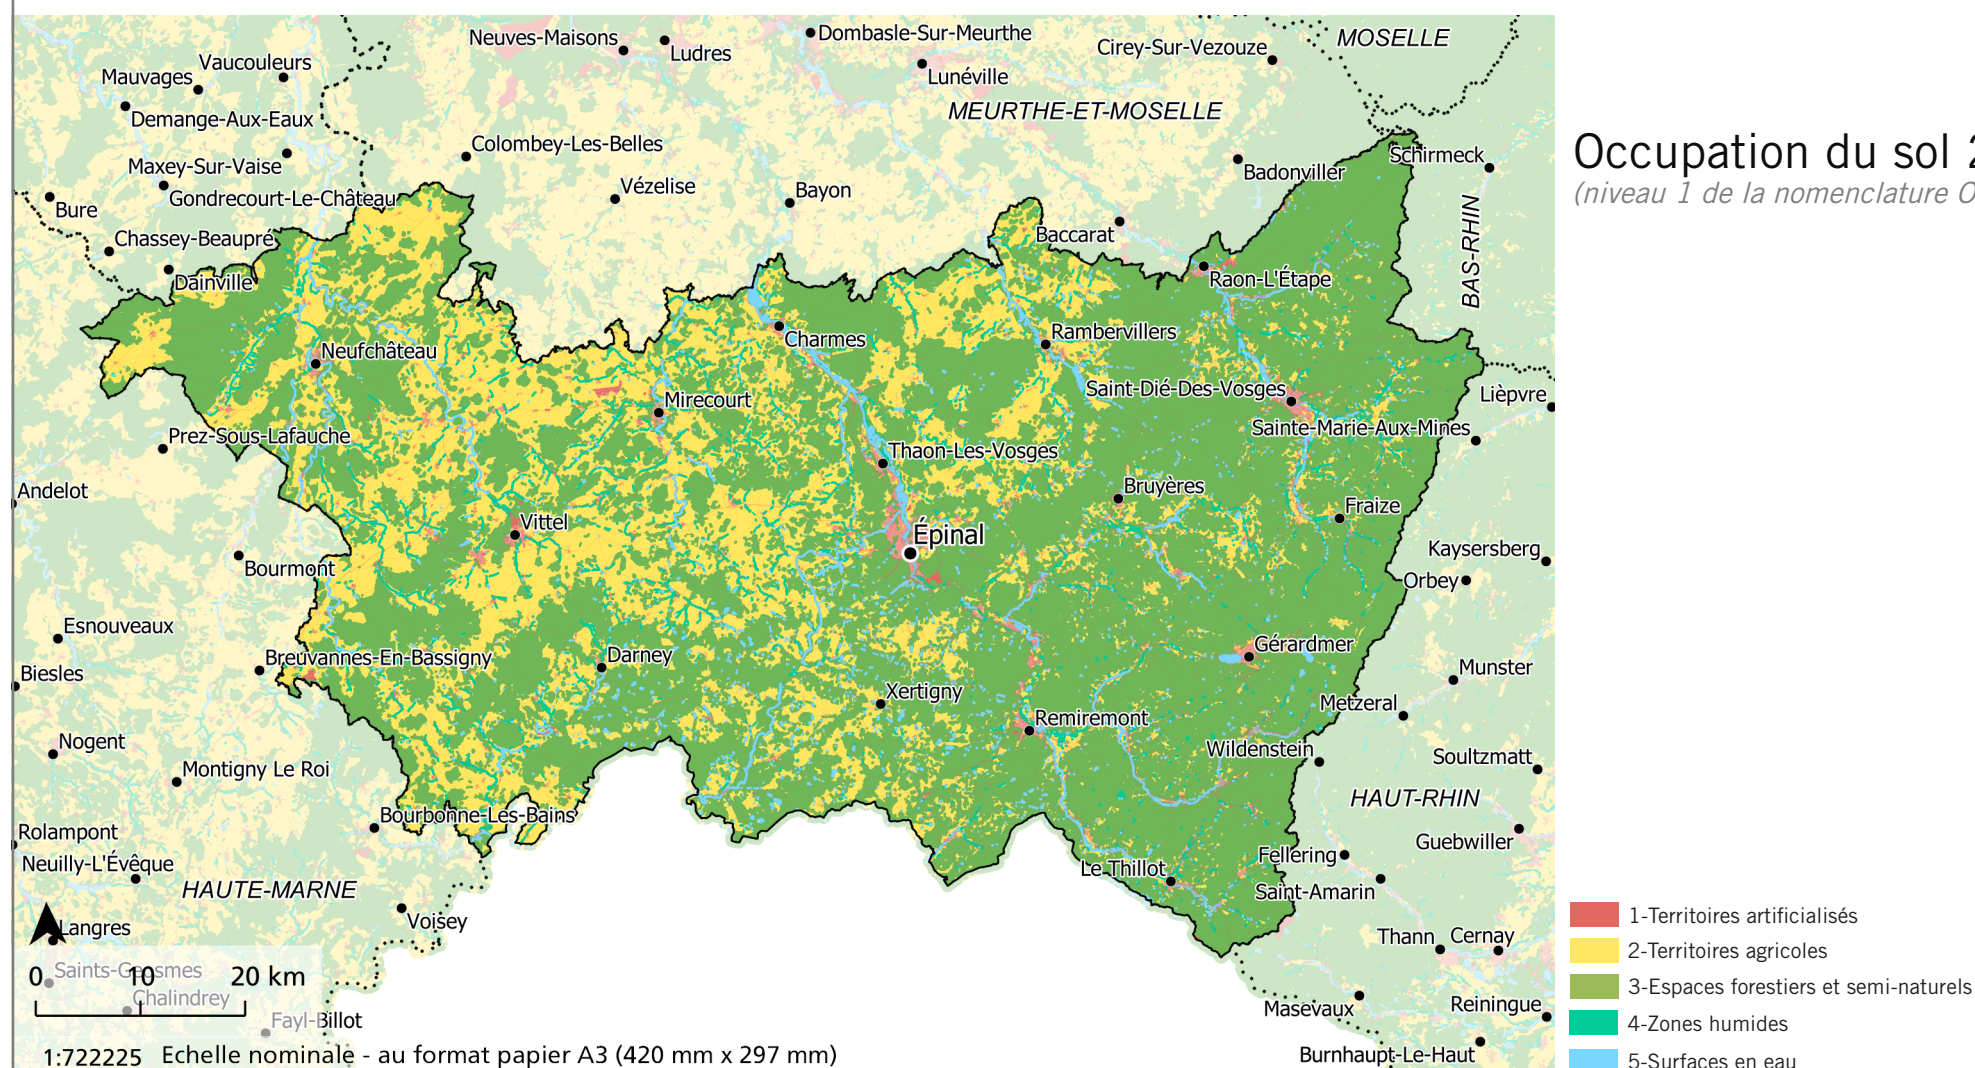 Neuves-Maisons
Ludres
Dombasle-Sur-Meurthe
Cirey-Sur-Vezouze
MOSELLE
Vaucouleurs
Mauvages
Lunéville
MEURTHE-ET-MOSELLE
Demange-Aux-Eaux
Colombey-Les-Belles
Schirmeck
Occupation du sol 2
Maxey-Sur-Vaise
Badonviller
(niveau 1 de la nomenclature O
Gondrecourt-Le-Château
Vézelise
Bayon
Bure
Chassey-Beaupré
Baccarat
BAS-RHIN
Dainville
Raon-L'Étape
Charmes
Rambervillers
Neufchâteau
Saint-Dié-Des-Vosges
Lièpvre
Mirecourt
Sainte-Marie-Aux-Mines
Prez-Sous-Lafauche
Thaon-Les-Vosges
Andelot
Bruyères
Fraize
Vittel
Épinal
Kaysersberg
Bourmont
Orbey
Esnouveaux
Gérardmer
Breuvannes-En-Bassigny
Darney
Munster
Biesles
Xertigny
Metzeral
Remiremont
Nogent
Wildenstein
Soultzmatt
Montigny Le Roi
HAUT-RHIN
Bourbonne-Les-Bains
Rolampont
Guebwiller
Neuilly-L'Évêque
Fellering
Le Thillot
HAUTE-MARNE
Saint-Amarin
1-Territoires artificialisés
Voisey
Langres
Thann
Cernay
2-Territoires agricoles
Saints-Geosmes
0 10 20 km
3-Espaces forestiers et semi-naturels
Chalindrey
Masevaux
Reiningue
Fayl-Billot
4-Zones humides
1:722225 Echelle nominale - au format papier A3 (420 mm x 297 mm)
Burnhaupt-Le-Haut
5-Surfaces en eau